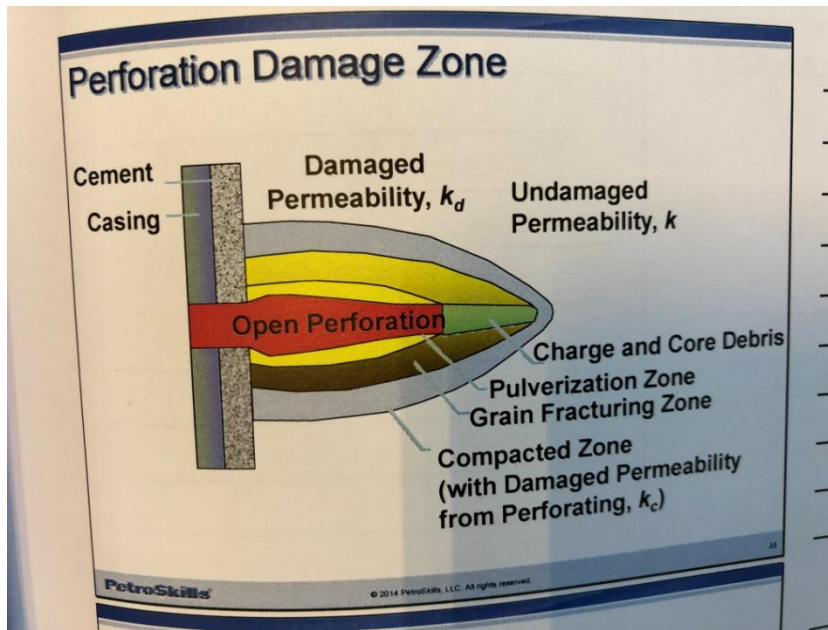 Perforation Damage Zone
Cement
Casing
Damaged
Permeability, kd
Undamaged
Permeability, k
Open Perforation
Charge and Core Debris
Pulverization Zone
Grain Fracturing Zone
Compacted Zone
(with Damaged Permeability
from Perforating, kc)
33
PetroSkills
© 2014 PetroSkills, LLC. All rights reserved.